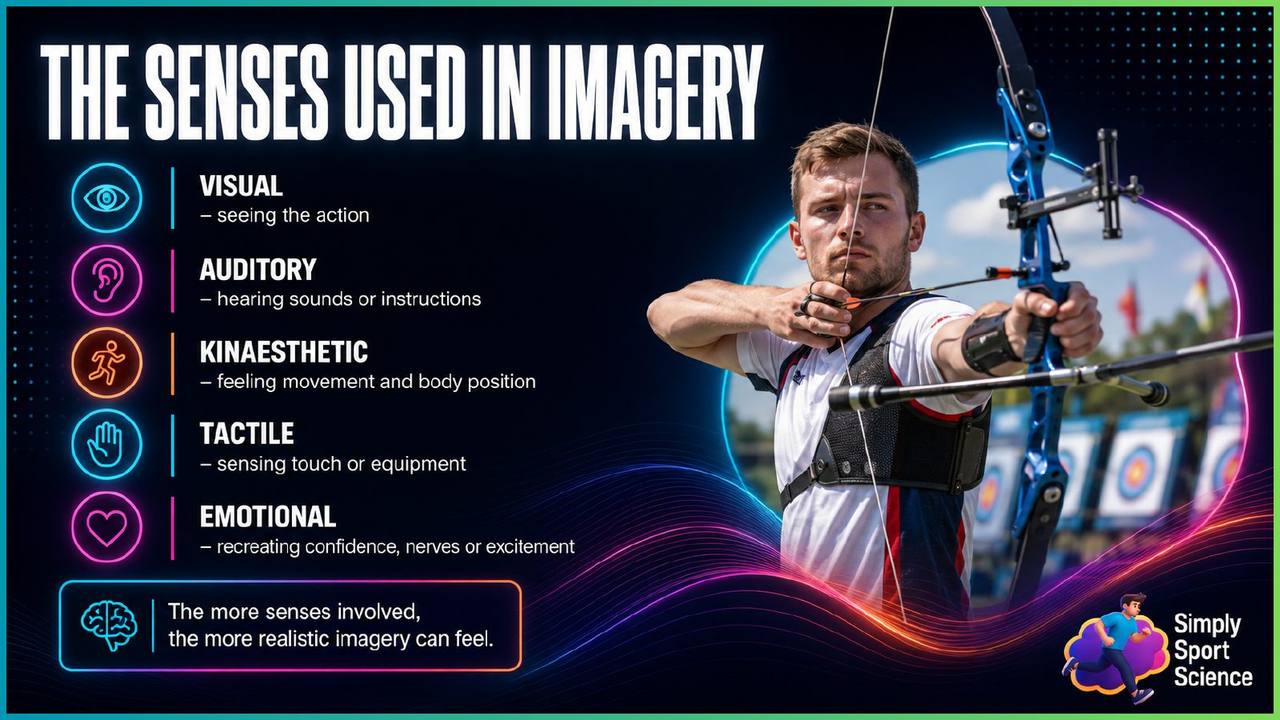 THE SENSES USED IN IMAGERY
VISUAL
– seeing the action
AUDITORY
– hearing sounds or instructions
KINAESTHETIC
– feeling movement and body position
TACTILE
– sensing touch or equipment
EMOTIONAL
– recreating confidence, nerves or excitement
The more senses involved,
the more realistic imagery can feel.
Simply
Sport
Science